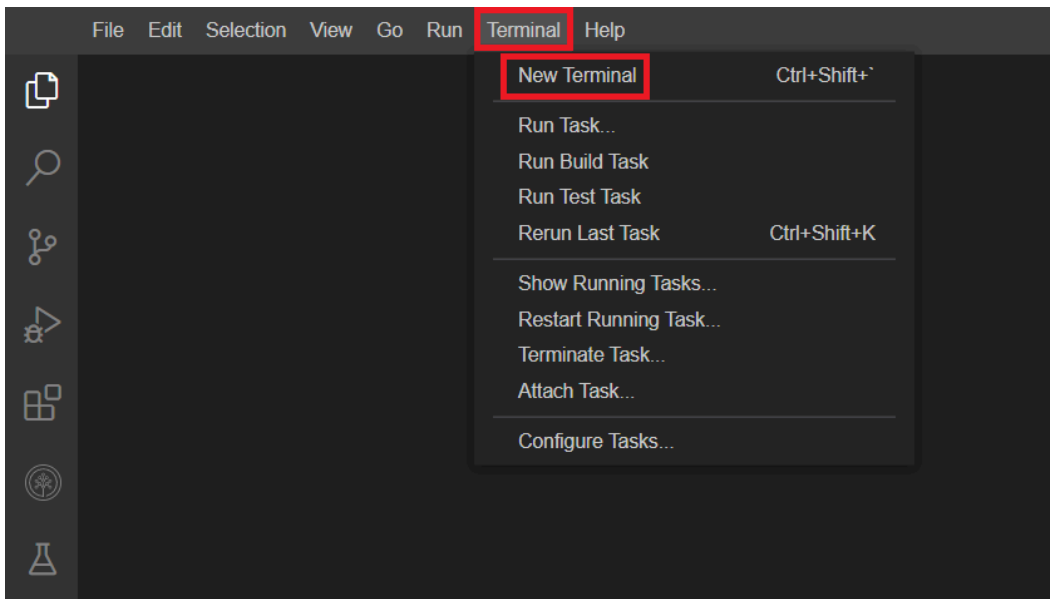 File Edit Selection View Go Run Terminal Help
New Terminal Ctrl+Shift+`
Run Task...
Run Build Task
Run Test Task
Rerun Last Task Ctrl+Shift+K
Show Running Tasks...
Restart Running Task...
Terminate Task...
Attach Task...
Configure Tasks...